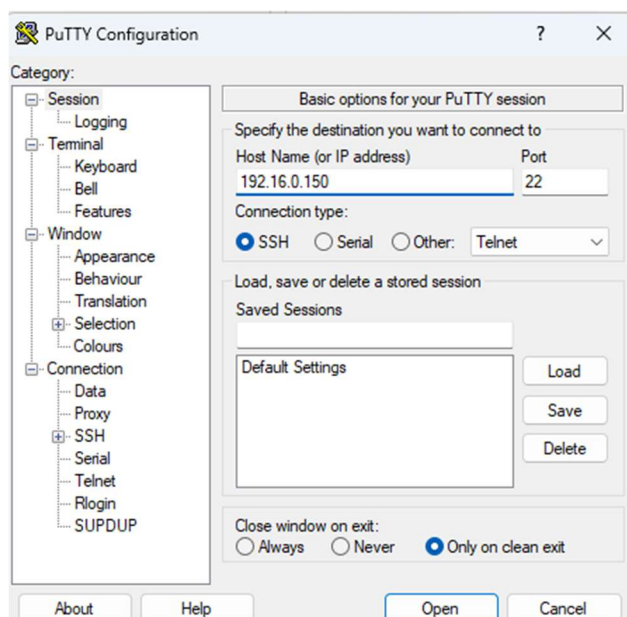 PuTTY Configuration ? ×
Category:
Session
Logging
Terminal
Keyboard
Bell
Features
Window
Appearance
Behaviour
Translation
Selection
Colours
Connection
Data
Proxy
SSH
Serial
Telnet
Rlogin
SUPDUP
Basic options for your PuTTY session
Specify the destination you want to connect to
Host Name (or IP address) Port
192.16.0.150 22
Connection type:
SSH Serial Other: Telnet
Load, save or delete a stored session
Saved Sessions
Default Settings
Load
Save
Delete
Close window on exit:
Always Never Only on clean exit
About Help Open Cancel